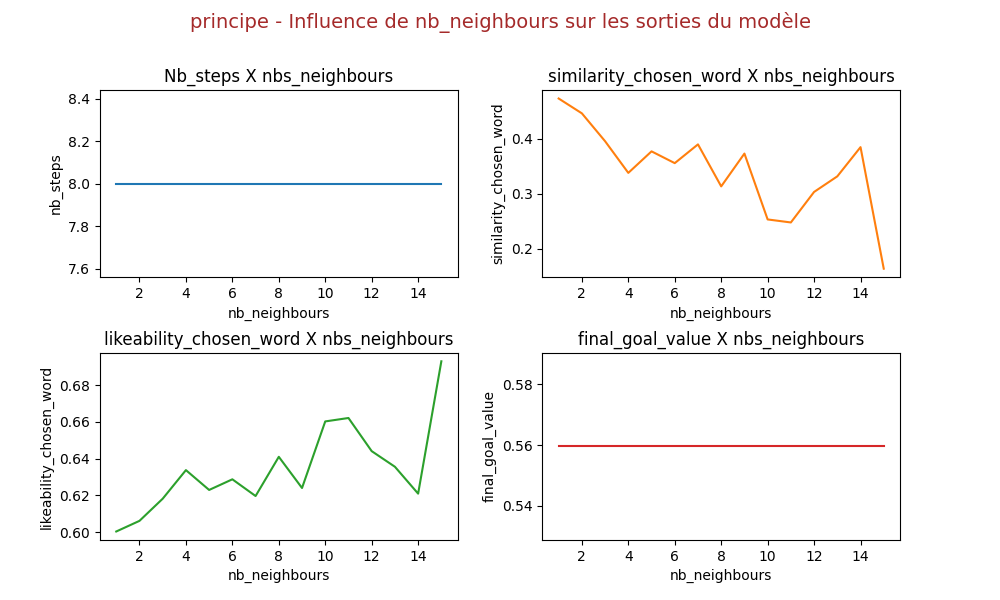 principe - Influence de nb_neighbours sur les sorties du modèle
Nb_steps X nbs_neighbours
8.4
8.2
8.0
7.8
7.6
nb_steps
2 4 6 8 10 12 14
nb_neighbours
similarity_chosen_word X nbs_neighbours
0.4
0.3
0.2
similarity_chosen_word
2 4 6 8 10 12 14
nb_neighbours
likeability_chosen_word X nbs_neighbours
0.68
0.66
0.64
0.62
0.60
likeability_chosen_word
2 4 6 8 10 12 14
nb_neighbours
final_goal_value X nbs_neighbours
0.58
0.56
0.54
final_goal_value
2 4 6 8 10 12 14
nb_neighbours